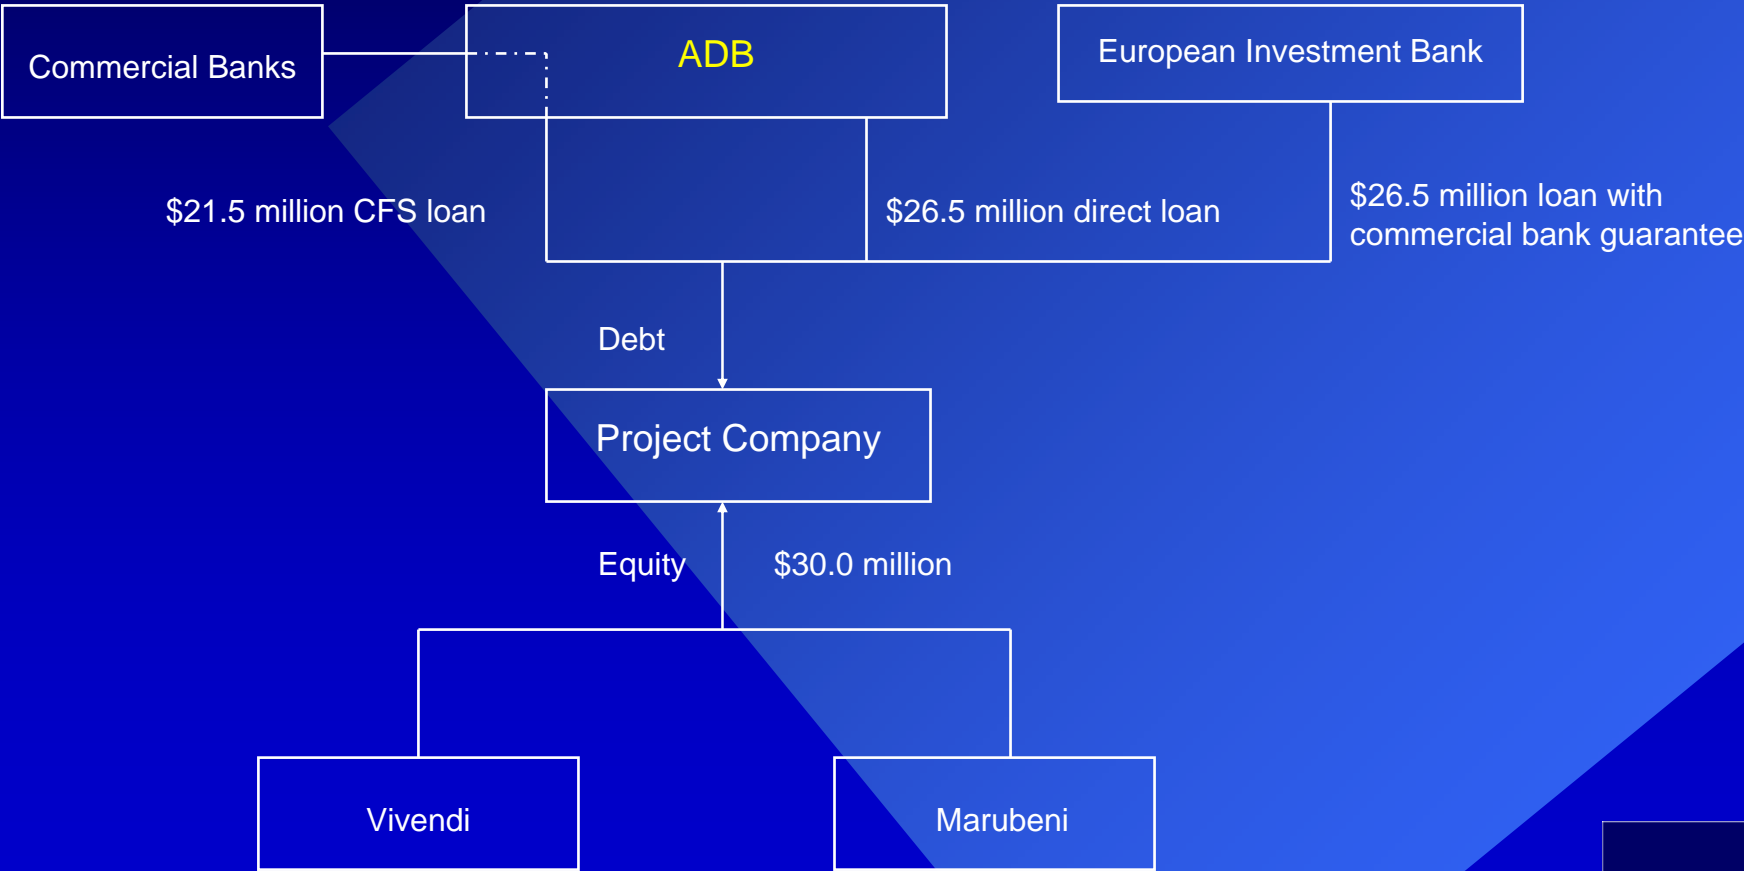 Commercial Banks
ADB
European Investment Bank
$21.5 million CFS loan
$26.5 million direct loan
$26.5 million loan with
commercial bank guarantee
Debt
Project Company
Equity
$30.0 million
Vivendi
Marubeni